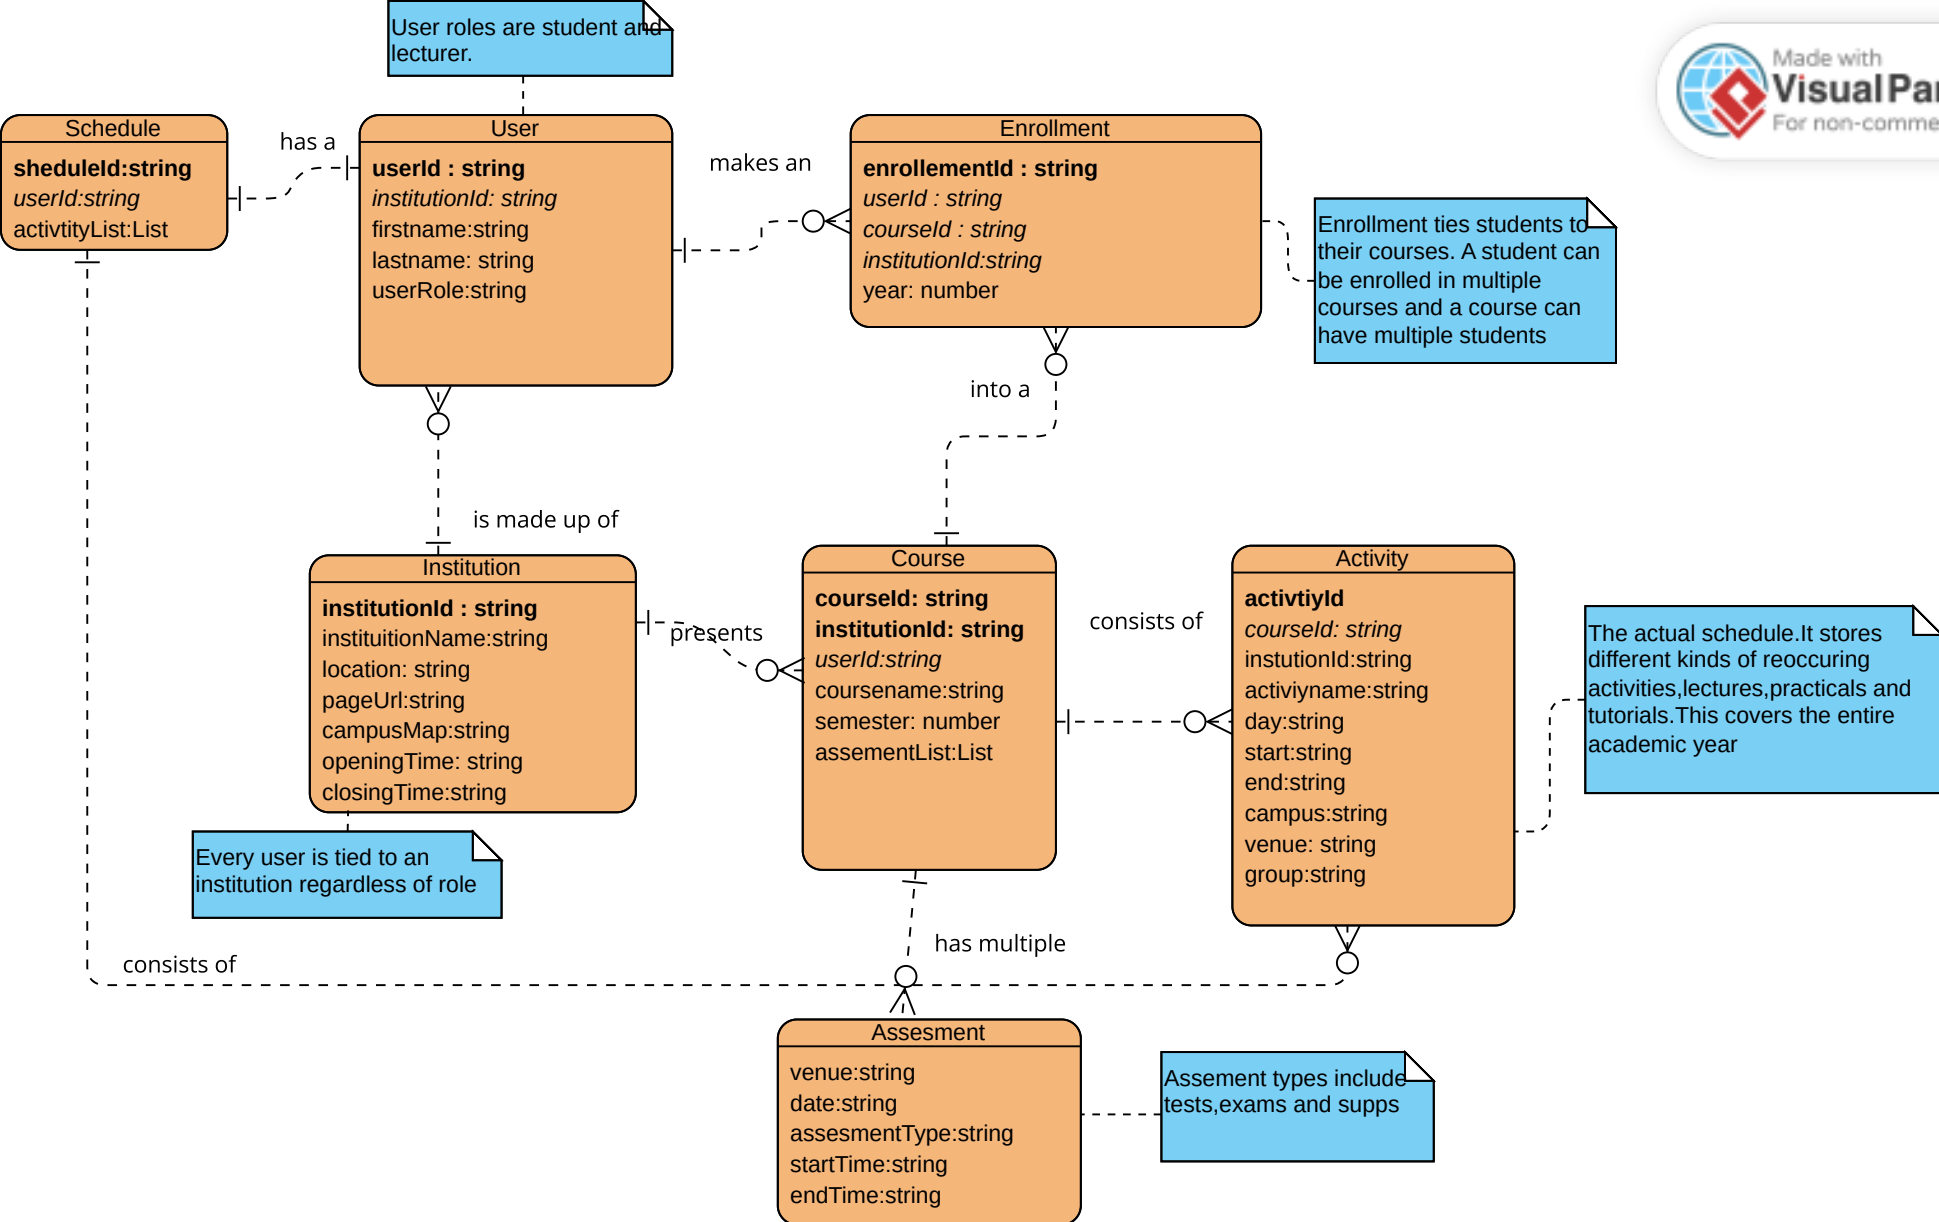 User roles are student and
lecturer.
Made with
Visual Par
For non-comme
Schedule
sheduleId:string
userId:string
activtityList:List
has a
User
userId : string
institutionId: string
firstname:string
lastname: string
userRole:string
makes an
Enrollment
enrollementId : string
userId : string
courseId : string
institutionId:string
year: number
Enrollment ties students to
their courses. A student can
be enrolled in multiple
courses and a course can
have multiple students
into a
is made up of
Institution
institutionId : string
instituitionName:string
location: string
pageUrl:string
campusMap:string
openingTime: string
closingTime:string
presents
Course
courseId: string
institutionId: string
userId:string
coursename:string
semester: number
assementList:List
consists of
Activity
activtiyId
courseId: string
instutionId:string
activiyname:string
day:string
start:string
end:string
campus:string
venue: string
group:string
The actual schedule.It stores
different kinds of reoccuring
activities,lectures,practicals and
tutorials.This covers the entire
academic year
Every user is tied to an
institution regardless of role
consists of
has multiple
Assesment
venue:string
date:string
assesmentType:string
startTime:string
endTime:string
Assement types include
tests,exams and supps